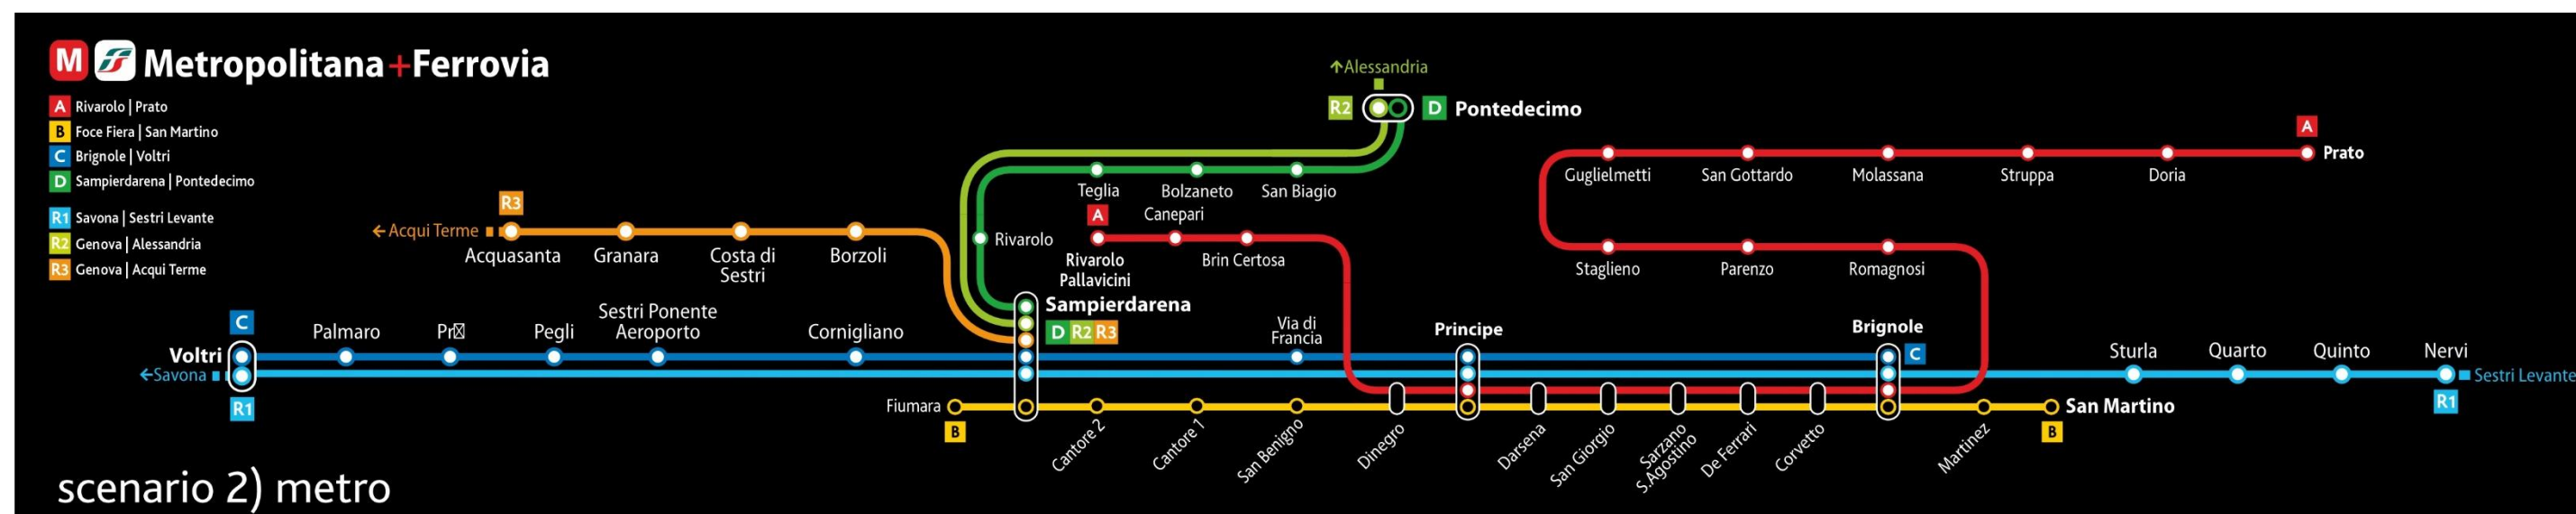 M Metropolitana+Ferrovia
A Rivarolo | Prato
B Foce Fiera | San Martino
C Brignole | Voltri
D Sampierdarena | Pontedecimo
R1 Savona | Sestri Levante
R2 Genova | Alessandria
R3 Genova | Acqui Terme
↑Alessandria
R2 D Pontedecimo
Teglia Bolzaneto San Biagio
A
Prato
Guglielmetti San Gottardo Molassana Struppa Doria
R3
←Acqui Terme
Acquasanta Granara Costa di
Sestri
Borzoli
Rivarolo
A
Canepari
Rivarolo
Pallavicini
Brin Certosa
Staglieno Parenzo Romagnosi
Sampierdarena
D R2 R3
C
Voltri
←Savona
R1
Palmaro
Pr
Pegli
Sestri Ponente
Aeroporto
Cornigliano
Via di
Francia
Principe
Brignole
C
Sturla Quarto Quinto Nervi
Sestri Levante
R1
Fiumara
B
Cantore 2
Cantore 1
San Benigno
Dinegro
Darsena
San Giorgio
Sarzano
S.Agostino
De Ferrari
Corvetto
Martinez
San Martino
B
scenario 2) metro